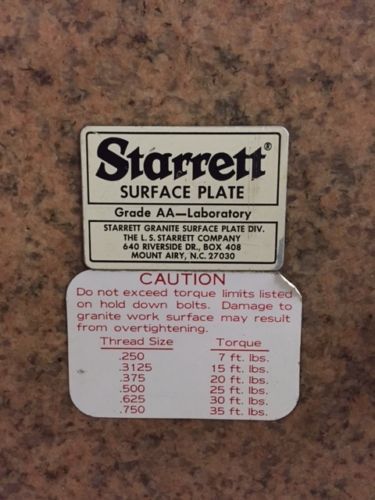 Starrett®
SURFACE PLATE
Grade AA—Laboratory
STARRETT GRANITE SURFACE PLATE DIV.
THE L. S. STARRETT COMPANY
640 RIVERSIDE DR., BOX 408
MOUNT AIRY, N.C. 27030
CAUTION
Do not exceed torque limits listed
on hold down bolts. Damage to
granite work surface may result
from overtightening.
Thread Size Torque
.250 7 ft. lbs.
.3125 15 ft. lbs.
.375 20 ft. lbs.
.500 25 ft. lbs.
.625 30 ft. lbs.
.750 35 ft. lbs.